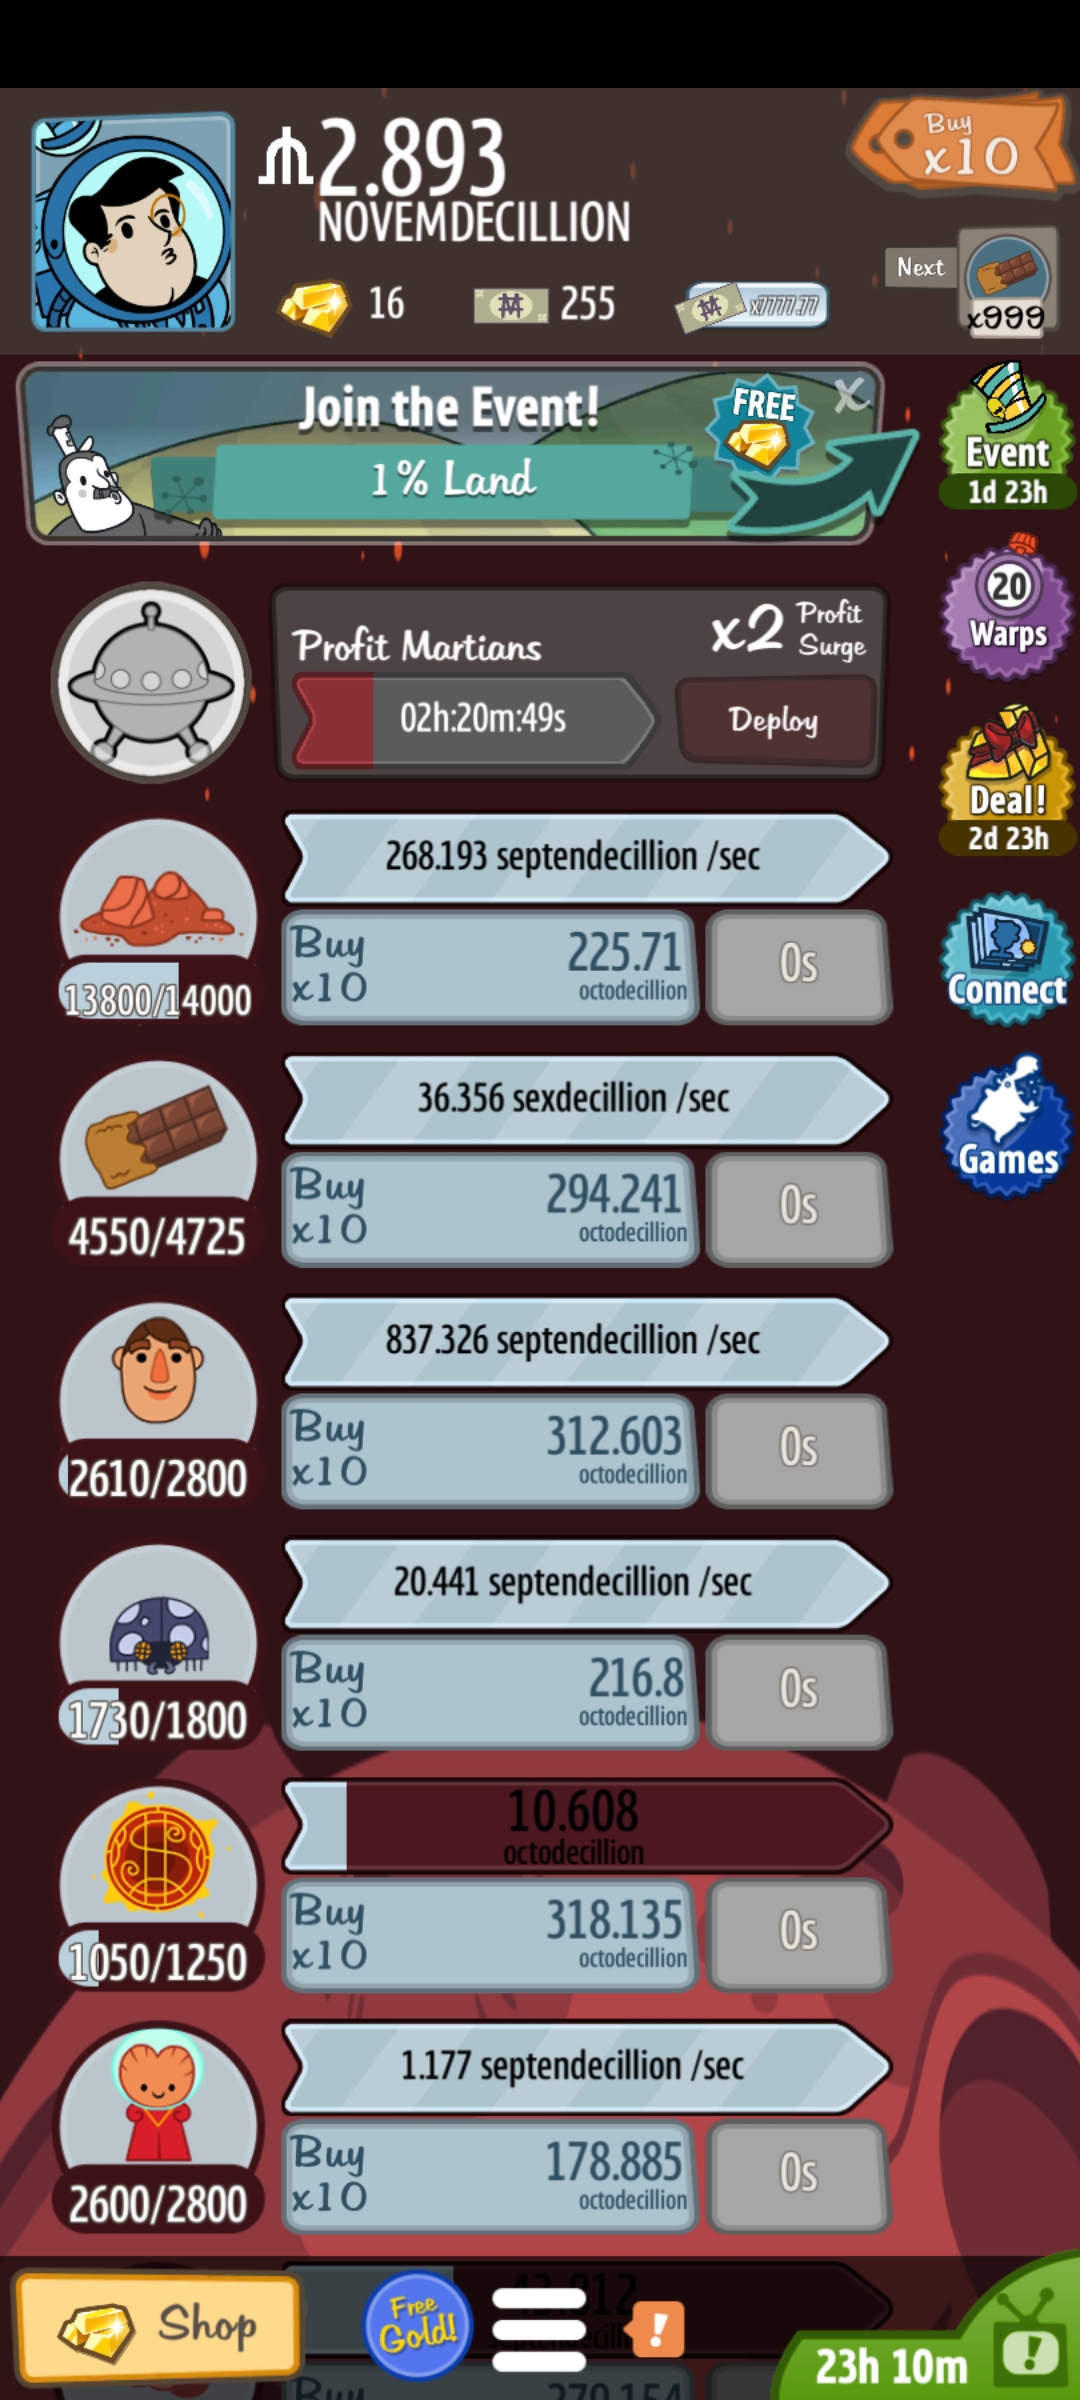 2.893
NOVEMDECILLION
Buy
x10
16
255
x7777.77
Next
x999
Join the Event!
FREE
X
1% Land
Event
1d 23h
20
Warps
Profit Martians
x2 Profit Surge
02h:20m:49s
Deploy
Deal!
2d 23h
268.193 septendecillion /sec
Buy
x10
225.71
octodecillion
0s
13800/14000
Connect
36.356 sexdecillion /sec
Buy
x10
294.241
octodecillion
0s
4550/4725
Games
837.326 septendecillion /sec
Buy
x10
312.603
octodecillion
0s
2610/2800
20.441 septendecillion /sec
Buy
x10
216.8
octodecillion
0s
1730/1800
10.608
octodecillion
Buy
x10
318.135
octodecillion
0s
1050/1250
1.177 septendecillion /sec
Buy
x10
178.885
octodecillion
0s
2600/2800
Shop
Free
Gold!
!
23h 10m
!
Buy